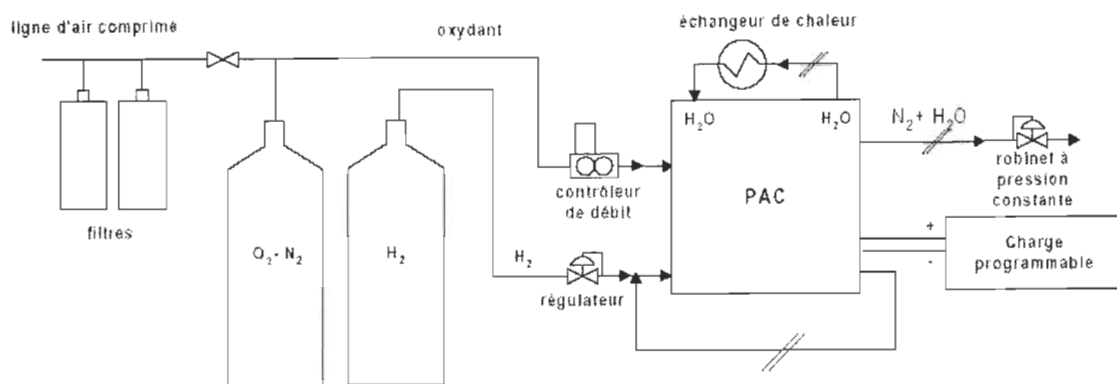 ligne d'air comprimé
oxydant
échangeur de chaleur
H₂O
H₂O
N₂+ H₂O
robinet à
pression
constante
contrôleur
de débit
PAC
filtres
O₂- N₂
H₂
H₂
régulateur
+
-
Charge
programmable